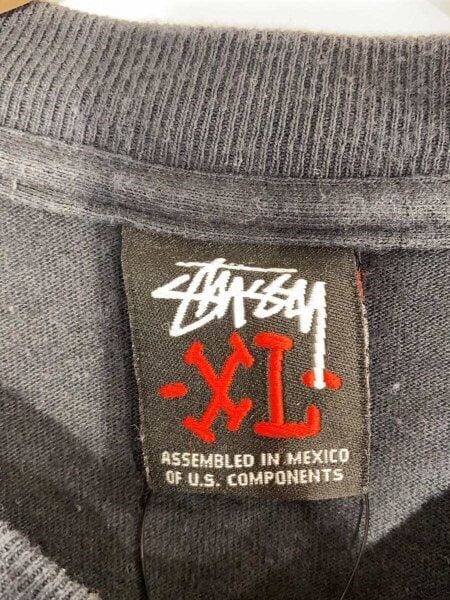 STÜSSY
-XL-
ASSEMBLED IN MEXICO
OF U.S. COMPONENTS